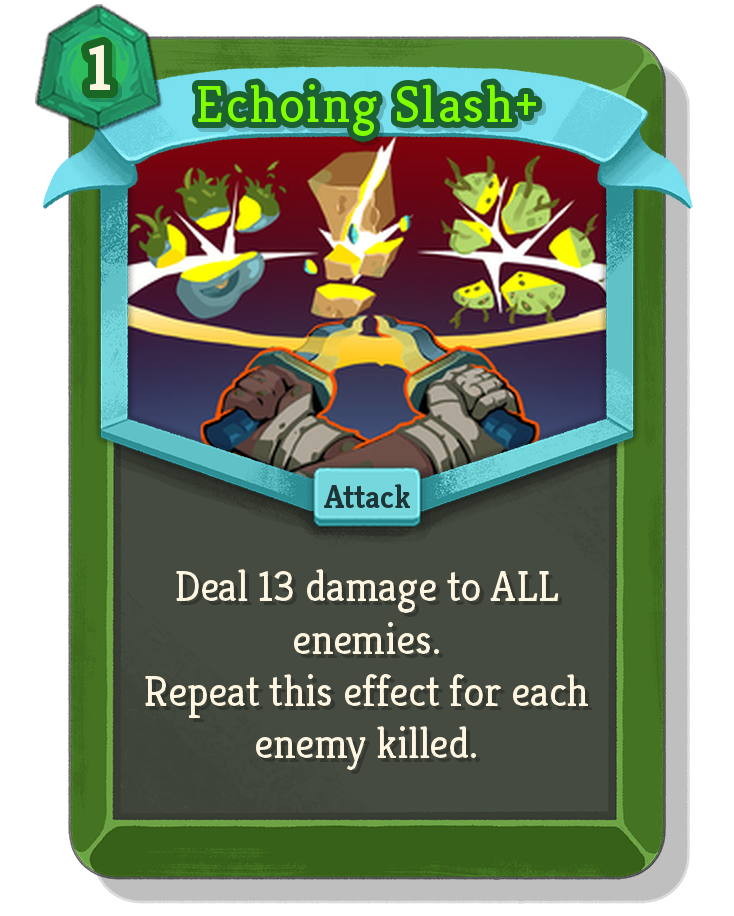 1
Echoing Slash+
Attack
Deal 13 damage to ALL
enemies.
Repeat this effect for each
enemy killed.